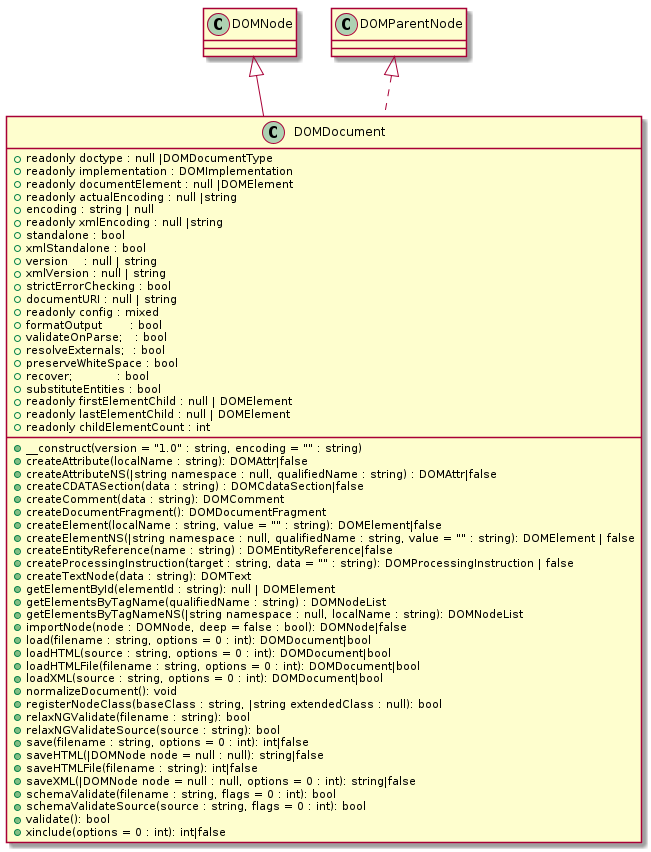 C DOMNode
C DOMParentNode
C DOMDocument
readonly doctype : null |DOMDocumentType
readonly implementation : DOMImplementation
readonly documentElement : null |DOMElement
readonly actualEncoding : null |string
encoding : string | null
readonly xmlEncoding : null |string
standalone : bool
xmlStandalone : bool
version : null | string
xmlVersion : null | string
strictErrorChecking : bool
documentURI : null | string
readonly config : mixed
formatOutput : bool
validateOnParse; : bool
resolveExternals; : bool
preserveWhiteSpace : bool
recover; : bool
substituteEntities : bool
readonly firstElementChild : null | DOMElement
readonly lastElementChild : null | DOMElement
readonly childElementCount : int
__construct(version = "1.0" : string, encoding = "" : string)
createAttribute(localName : string): DOMAttr|false
createAttributeNS(|string namespace : null, qualifiedName : string) : DOMAttr|false
createCDATASection(data : string) : DOMCdataSection|false
createComment(data : string): DOMComment
createDocumentFragment(): DOMDocumentFragment
createElement(localName : string, value = "" : string): DOMElement|false
createElementNS(|string namespace : null, qualifiedName : string, value = "" : string): DOMElement | false
createEntityReference(name : string) : DOMEntityReference|false
createProcessingInstruction(target : string, data = "" : string): DOMProcessingInstruction | false
createTextNode(data : string): DOMText
getElementById(elementId : string): null | DOMElement
getElementsByTagName(qualifiedName : string) : DOMNodeList
getElementsByTagNameNS(|string namespace : null, localName : string): DOMNodeList
importNode(node : DOMNode, deep = false : bool): DOMNode|false
load(filename : string, options = 0 : int): DOMDocument|bool
loadHTML(source : string, options = 0 : int): DOMDocument|bool
loadHTMLFile(filename : string, options = 0 : int): DOMDocument|bool
loadXML(source : string, options = 0 : int): DOMDocument|bool
normalizeDocument(): void
registerNodeClass(baseClass : string, |string extendedClass : null): bool
relaxNGValidate(filename : string): bool
relaxNGValidateSource(source : string): bool
save(filename : string, options = 0 : int): int|false
saveHTML(|DOMNode node = null : null): string|false
saveHTMLFile(filename : string): int|false
saveXML(|DOMNode node = null : null, options = 0 : int): string|false
schemaValidate(filename : string, flags = 0 : int): bool
schemaValidateSource(source : string, flags = 0 : int): bool
validate(): bool
xinclude(options = 0 : int): int|false